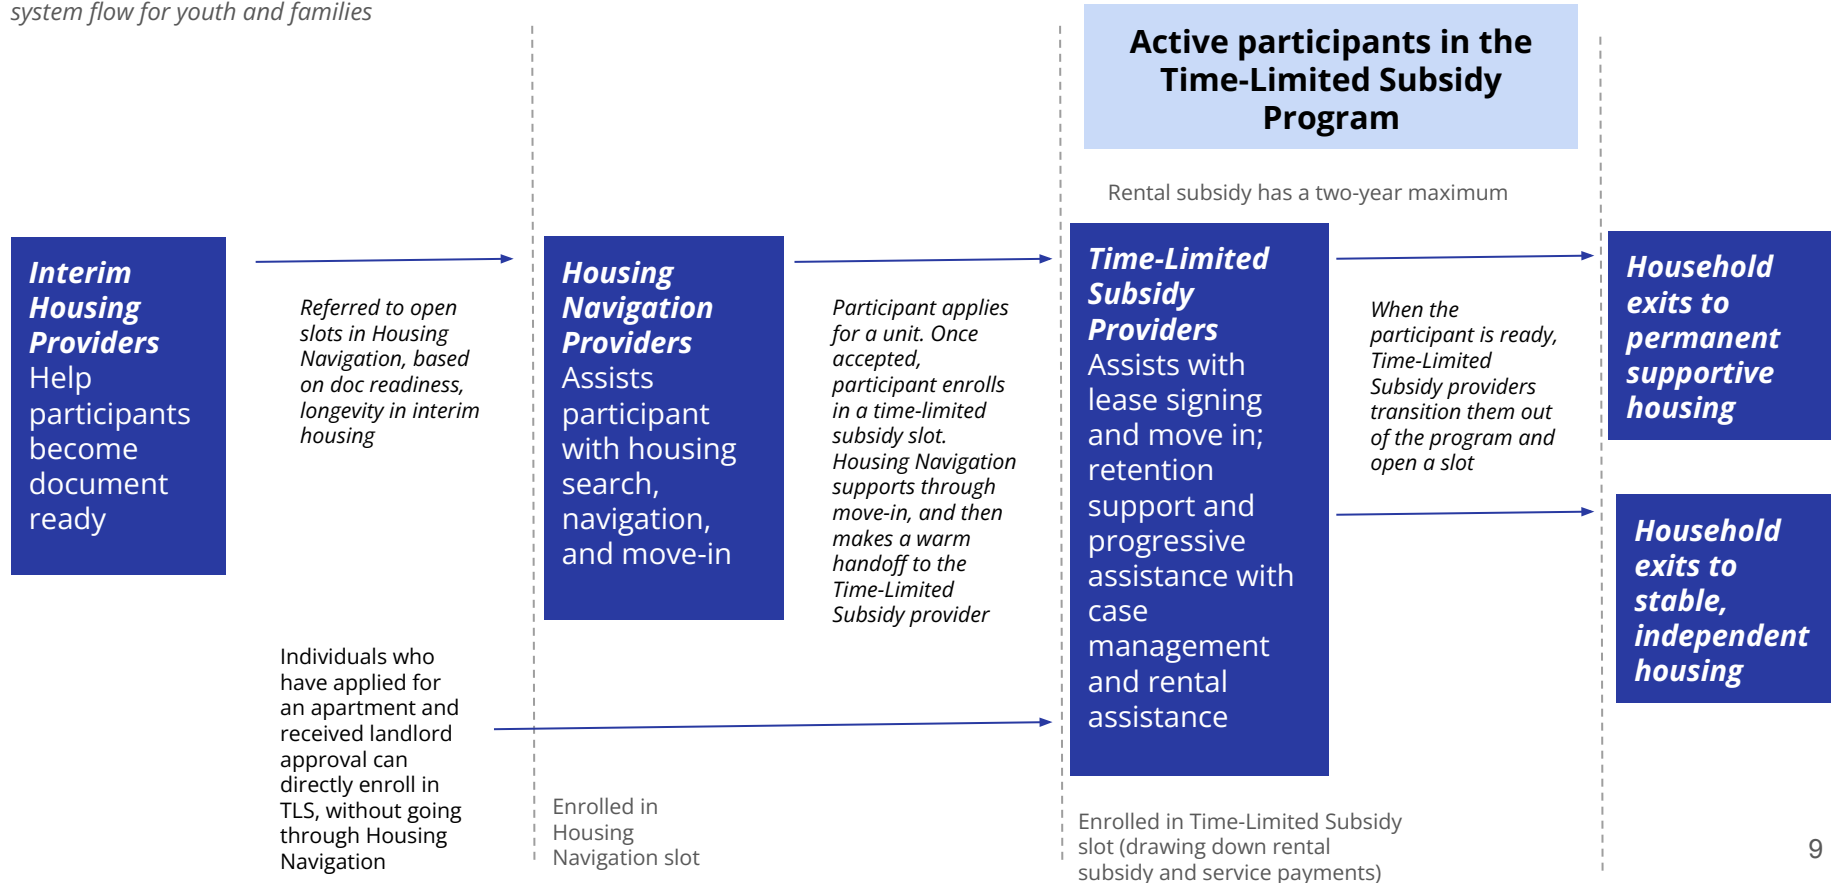 system flow for youth and families
Active participants in the
Time-Limited Subsidy
Program
Rental subsidy has a two-year maximum
Interim
Housing
Providers
Help
participants
become
document
ready
Referred to open
slots in Housing
Navigation, based
on doc readiness,
longevity in interim
housing
Individuals who
have applied for
an apartment and
received landlord
approval can
directly enroll in
TLS, without going
through Housing
Navigation
Housing
Navigation
Providers
Assists
participant
with housing
search,
navigation,
and move-in
Enrolled in
Housing
Navigation slot
Participant applies
for a unit. Once
accepted,
participant enrolls
in a time-limited
subsidy slot.
Housing Navigation
supports through
move-in, and then
makes a warm
handoff to the
Time-Limited
Subsidy provider
Time-Limited
Subsidy
Providers
Assists with
lease signing
and move in;
retention
support and
progressive
assistance with
case
management
and rental
assistance
Enrolled in Time-Limited Subsidy
slot (drawing down rental
subsidy and service payments)
When the
participant is ready,
Time-Limited
Subsidy providers
transition them out
of the program and
open a slot
Household
exits to
permanent
supportive
housing
Household
exits to
stable,
independent
housing
9